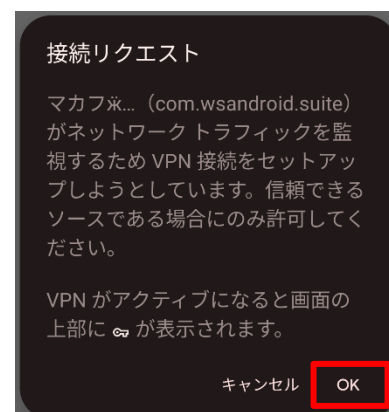 接続リクエスト
マカフӝ…（com.wsandroid.suite）
がネットワーク トラフィックを監
視するため VPN 接続をセットアッ
プしようとしています。信頼できる
ソースである場合にのみ許可してく
ださい。
VPN がアクティブになると画面の
上部に が表示されます。
キャンセル OK